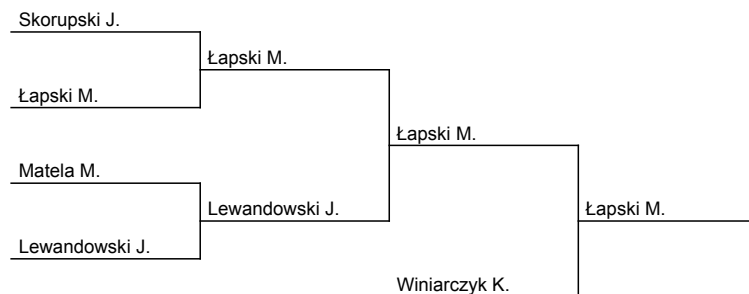 Skorupski J.
Łapski M.
Łapski M.
Łapski M.
Matela M.
Lewandowski J.
Łapski M.
Lewandowski J.
Winiarczyk K.